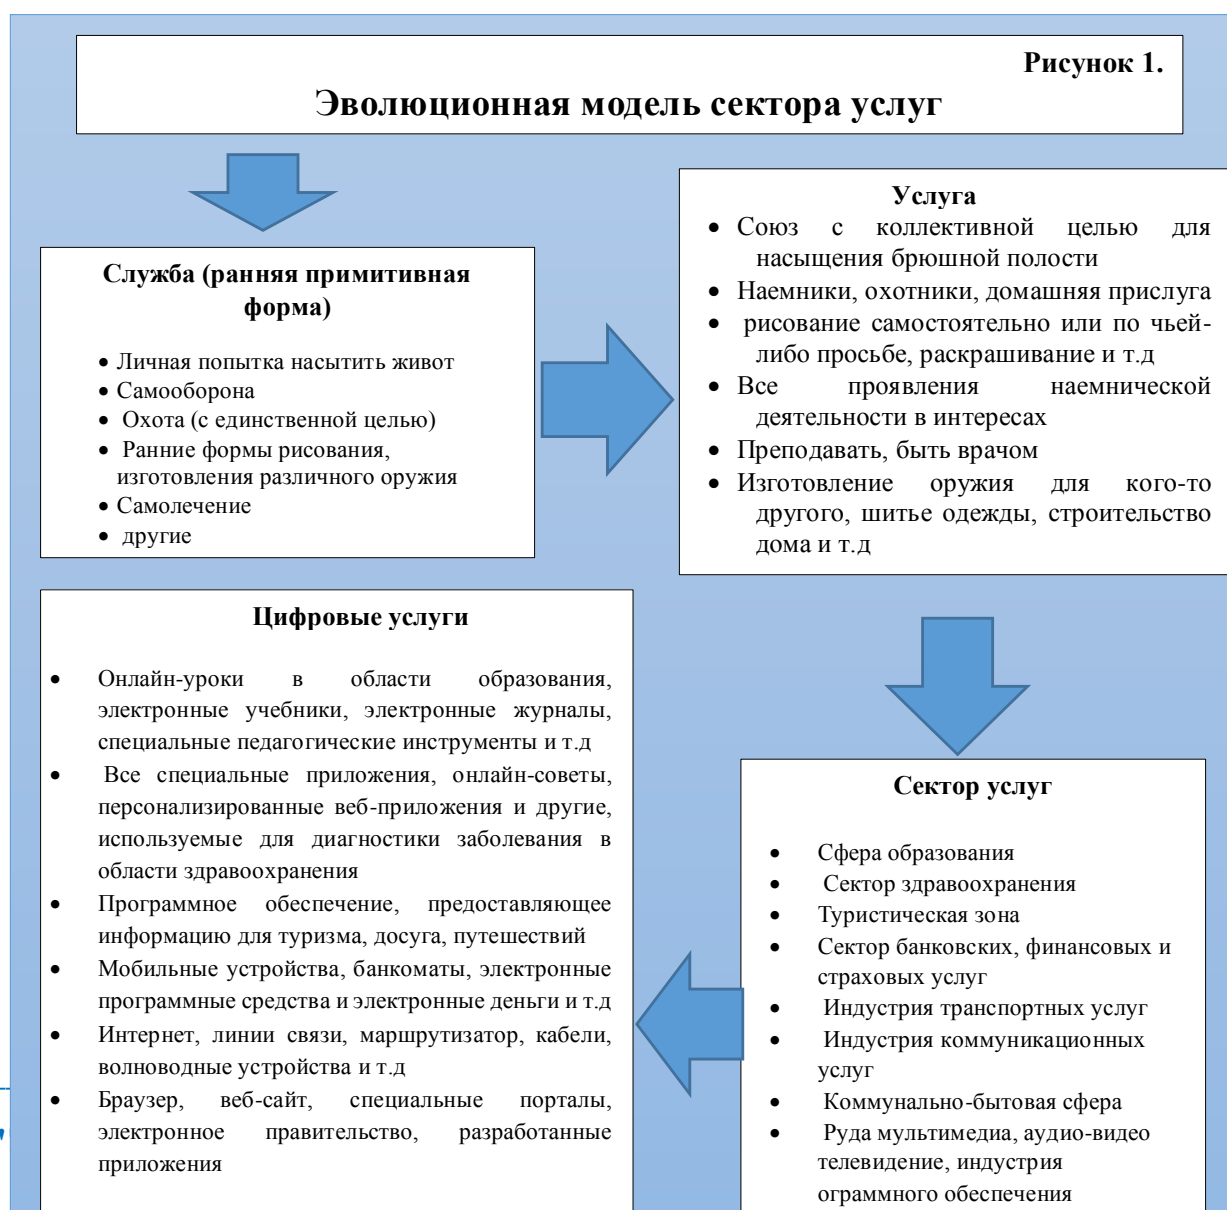 Рисунок 1.
Эволюционная модель сектора услуг
Служба (ранняя примитивная
форма)
• Личная попытка насытить живот
• Самооборона
• Охота (с единственной целью)
• Ранние формы рисования,
изготовления различного оружия
• Самолечение
• другие
Услуга
• Союз с коллективной целью для
насыщения брюшной полости
• Наемники, охотники, домашняя прислуга
• рисование самостоятельно или по чьей-
либо просьбе, раскрашивание и т.д
• Все проявления наемнической
деятельности в интересах
• Преподавать, быть врачом
• Изготовление оружия для кого-то
другого, шитье одежды, строительство
дома и т.д
Сектор услуг
• Сфера образования
• Сектор здравоохранения
• Туристическая зона
• Сектор банковских, финансовых и
страховых услуг
• Индустрия транспортных услуг
• Индустрия коммуникационных
услуг
• Коммунально-бытовая сфера
• Руда мультимедиа, аудио-видео
телевидение, индустрия
ограммного обеспечения
Цифровые услуги
• Онлайн-уроки в области образования,
электронные учебники, электронные журналы,
специальные педагогические инструменты и т.д
• Все специальные приложения, онлайн-советы,
персонализированные веб-приложения и другие,
используемые для диагностики заболевания в
области здравоохранения
• Программное обеспечение, предоставляющее
информацию для туризма, досуга, путешествий
• Мобильные устройства, банкоматы, электронные
программные средства и электронные деньги и т.д
• Интернет, линии связи, маршрутизатор, кабели,
волноводные устройства и т.д
• Браузер, веб-сайт, специальные порталы,
электронное правительство, разработанные
приложения